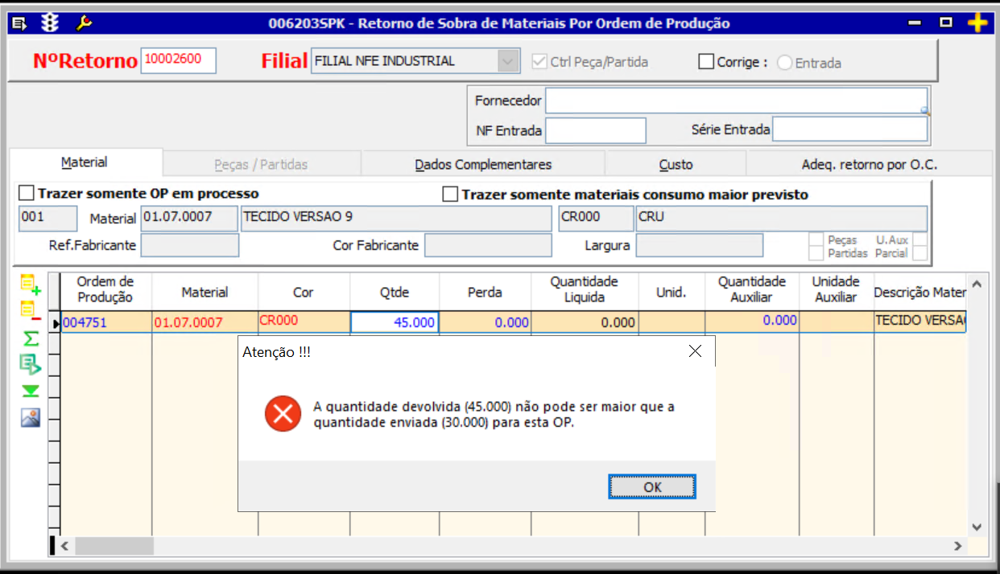 006203SPK - Retorno de Sobra de Materiais Por Ordem de Produção
NºRetorno 10002600 Filial FILIAL NFE INDUSTRIAL Ctrl Peça/Partida Corrige : Entrada
Fornecedor
NF Entrada Série Entrada
Material Peças / Partidas Dados Complementares Custo Adeq. retorno por O.C.
Trazer somente OP em processo Trazer somente materiais consumo maior previsto
001 Material 01.07.0007 TECIDO VERSAO 9 CR000 CRU
Ref.Fabricante Cor Fabricante Largura
Peças U.Aux
Partidas Parcial
Ordem de Produção Material Cor Qtde Perda Quantidade Liquida Unid. Quantidade Auxiliar Unidade Auxiliar Descrição Mater
004751 01.07.0007 CR000 45.000 0.000 0.000 0.000 TECIDO VERSA
Atenção !!!
A quantidade devolvida (45.000) não pode ser maior que a
quantidade enviada (30.000) para esta OP.
OK